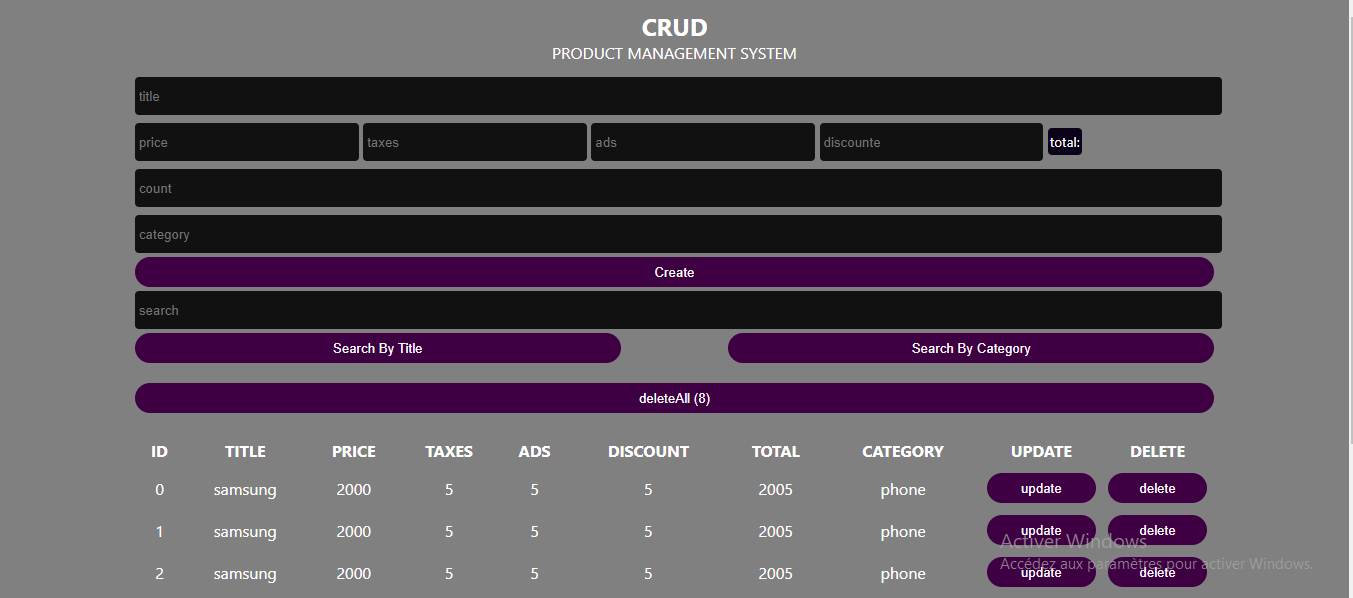 CRUD
PRODUCT MANAGEMENT SYSTEM
title
price taxes ads discounte total:
count
category
Create
search
Search By Title Search By Category
deleteAll (8)
ID TITLE PRICE TAXES ADS DISCOUNT TOTAL CATEGORY UPDATE DELETE
0 samsung 2000 5 5 5 2005 phone update delete
1 samsung 2000 5 5 5 2005 phone update delete
Activer Windows
Accédez aux paramètres pour activer Windows.
2 samsung 2000 5 5 5 2005 phone update delete